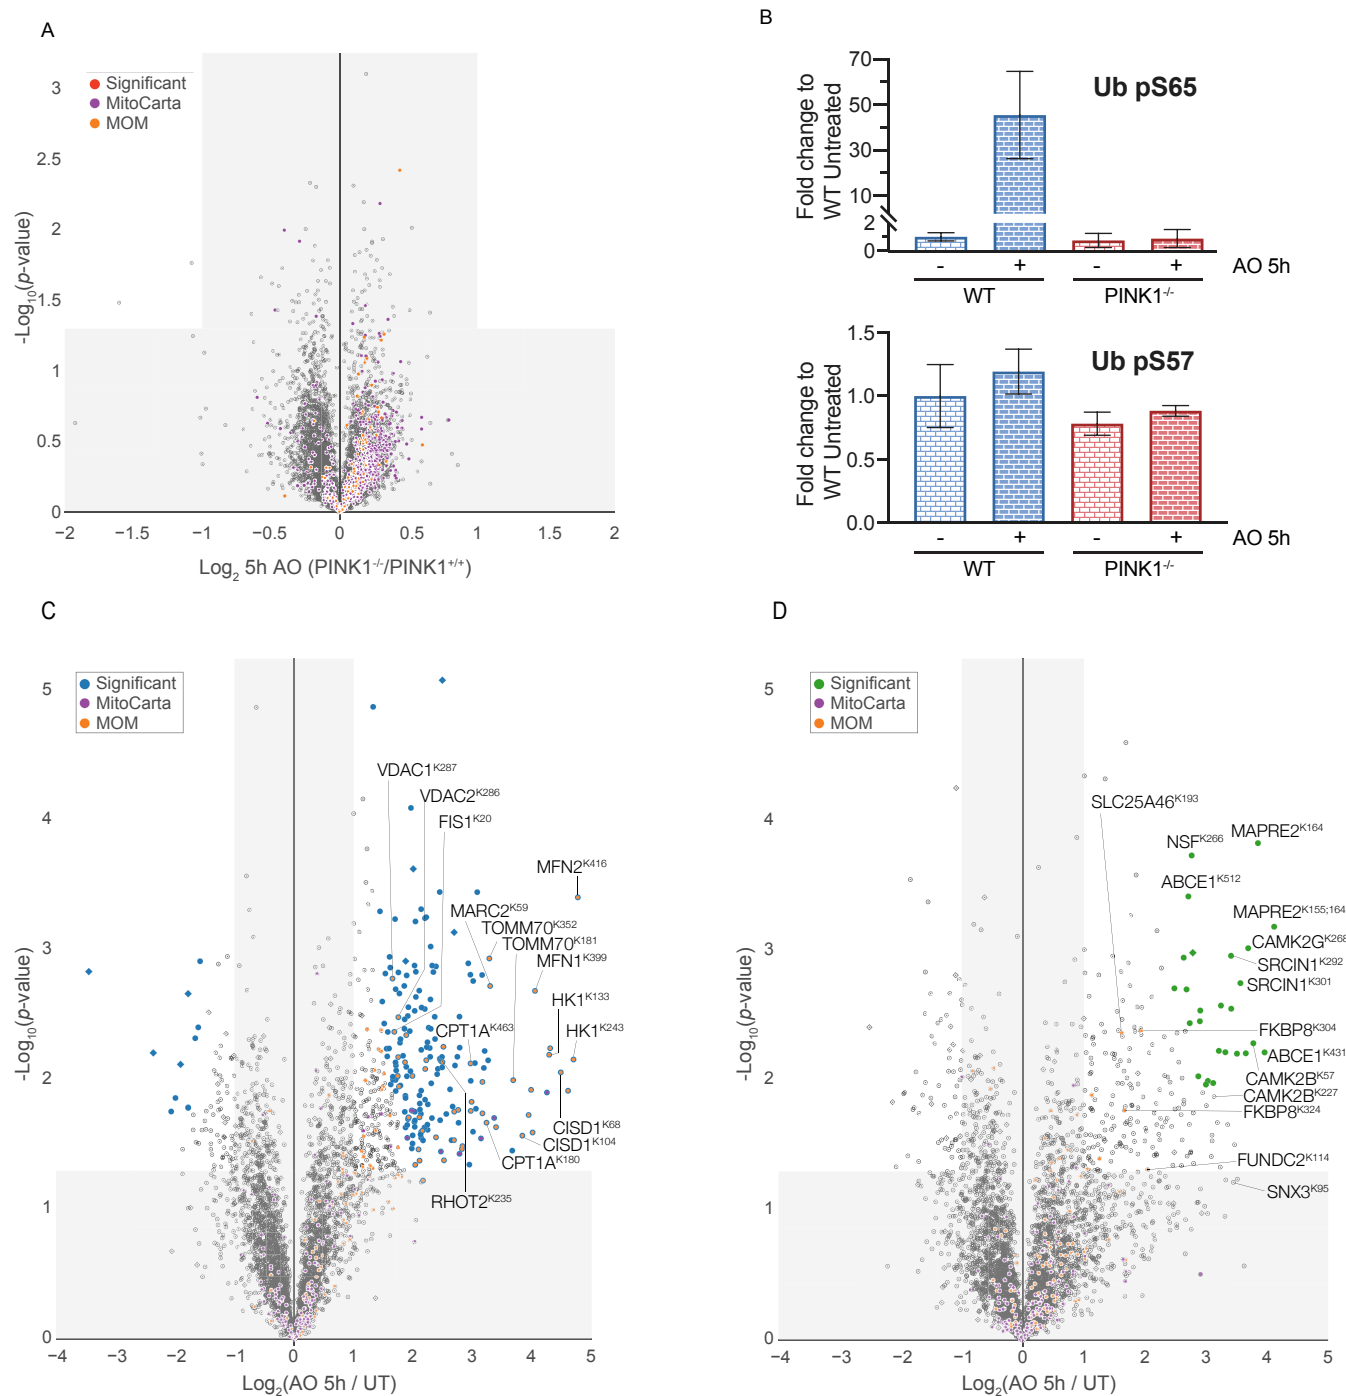 A
Significant
MitoCarta
MOM
3
2.5
2
1.5
1
0.5
0
-Log10(p-value)
−2
−1.5
−1
−0.5
0
0.5
1
1.5
2
Log2 5h AO (PINK1-/-/PINK1+/+)
B
Ub pS65
Fold change to
WT Untreated
70
50
30
10
2
0
- + - + AO 5h
WT PINK1-/-
Ub pS57
Fold change to
WT Untreated
1.5
1.0
0.5
0.0
- + - + AO 5h
WT PINK1-/-
C
Significant
MitoCarta
MOM
5
4
3
2
1
0
-Log10(p-value)
VDAC1K287
VDAC2K286
FIS1K20
MFN2K416
MARC2K59
TOMM70K352
TOMM70K181
MFN1K399
HK1K133
CPT1AK463
HK1K243
CISD1K68
CISD1K104
CPT1AK180
RHOT2K235
−4 −3 −2 −1 0 1 2 3 4 5
Log2(AO 5h / UT)
D
Significant
MitoCarta
MOM
5
4
3
2
1
0
-Log10(p-value)
SLC25A46K193
MAPRE2K164
NSFK266
ABCE1K512
MAPRE2K155;164
CAMK2GK268
SRCIN1K292
SRCIN1K301
FKBP8K304
ABCE1K431
CAMK2BK57
CAMK2BK227
FKBP8K324
FUNDC2K114
SNX3K95
−4 −3 −2 −1 0 1 2 3 4 5
Log2(AO 5h / UT)